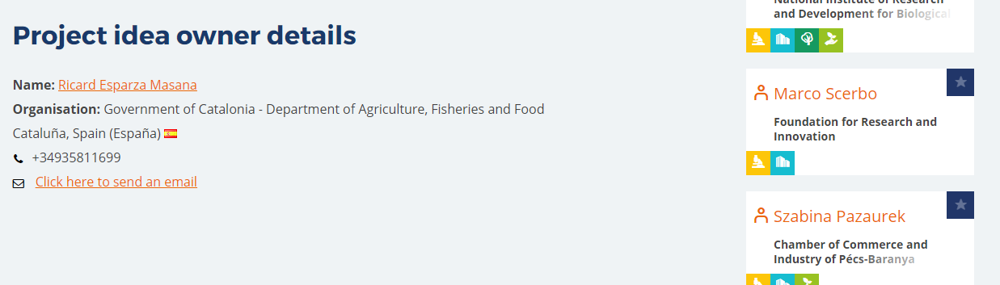 Project idea owner details
Name: Ricard Esparza Masana
Organisation: Government of Catalonia - Department of Agriculture, Fisheries and Food
Cataluña, Spain (España)
+34935811699
Click here to send an email
National Institute of Research
and Development for Biological
Marco Scerbo
Foundation for Research and
Innovation
Szabina Pazaurek
Chamber of Commerce and
Industry of Pécs-Baranya